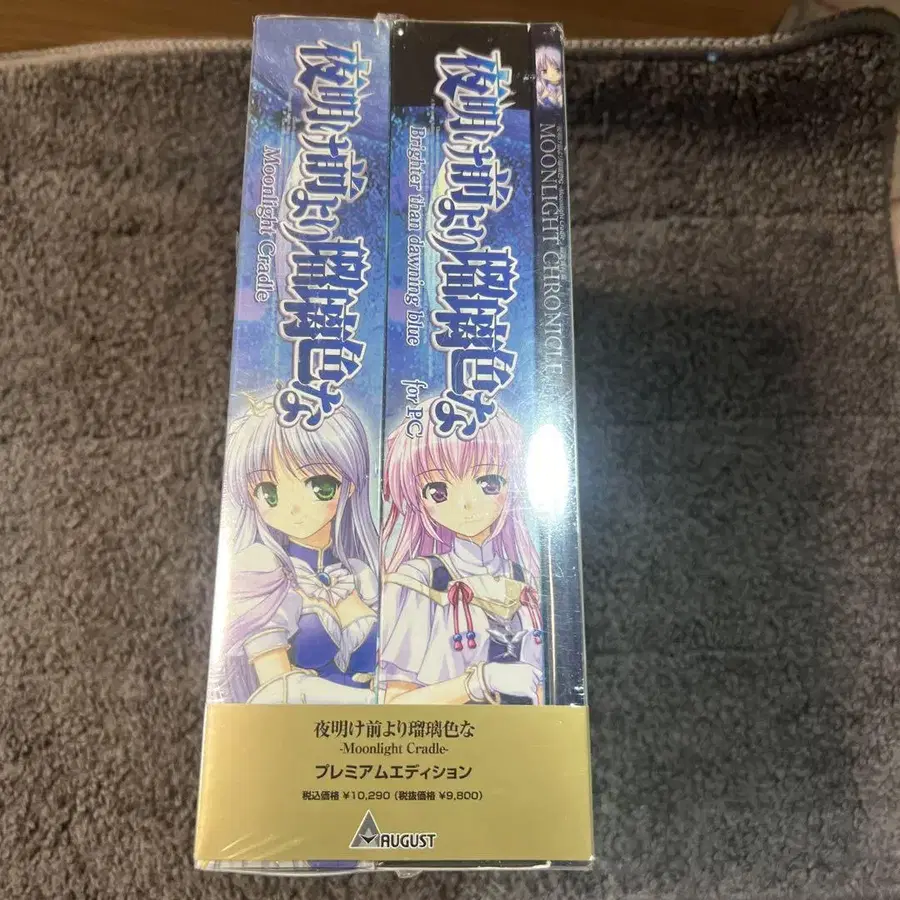 夜明け前より瑠璃色な
Moonlight Cradle
夜明け前より瑠璃色な
Brighter than dawning blue for PC
MOONLIGHT CHRONICLE
夜明け前より瑠璃色な
-Moonlight Cradle-
プレミアムエディション
税込価格 ¥10,290 (税抜価格 ¥9,800)
AUGUST